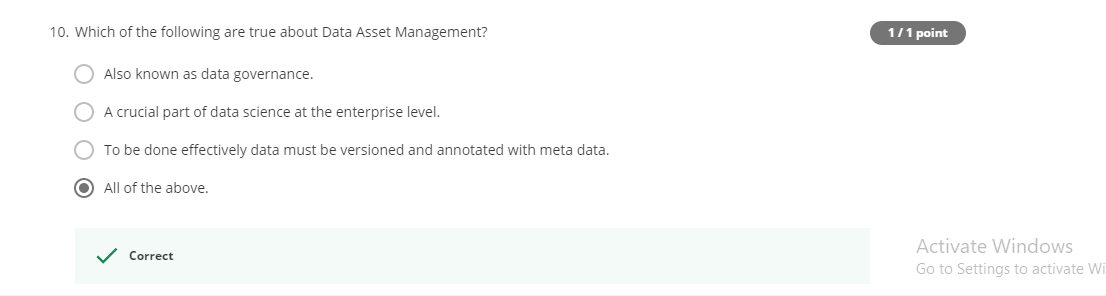 10. Which of the following are true about Data Asset Management?
1 / 1 point
Also known as data governance.
A crucial part of data science at the enterprise level.
To be done effectively data must be versioned and annotated with meta data.
All of the above.
Correct
Activate Windows
Go to Settings to activate Wi